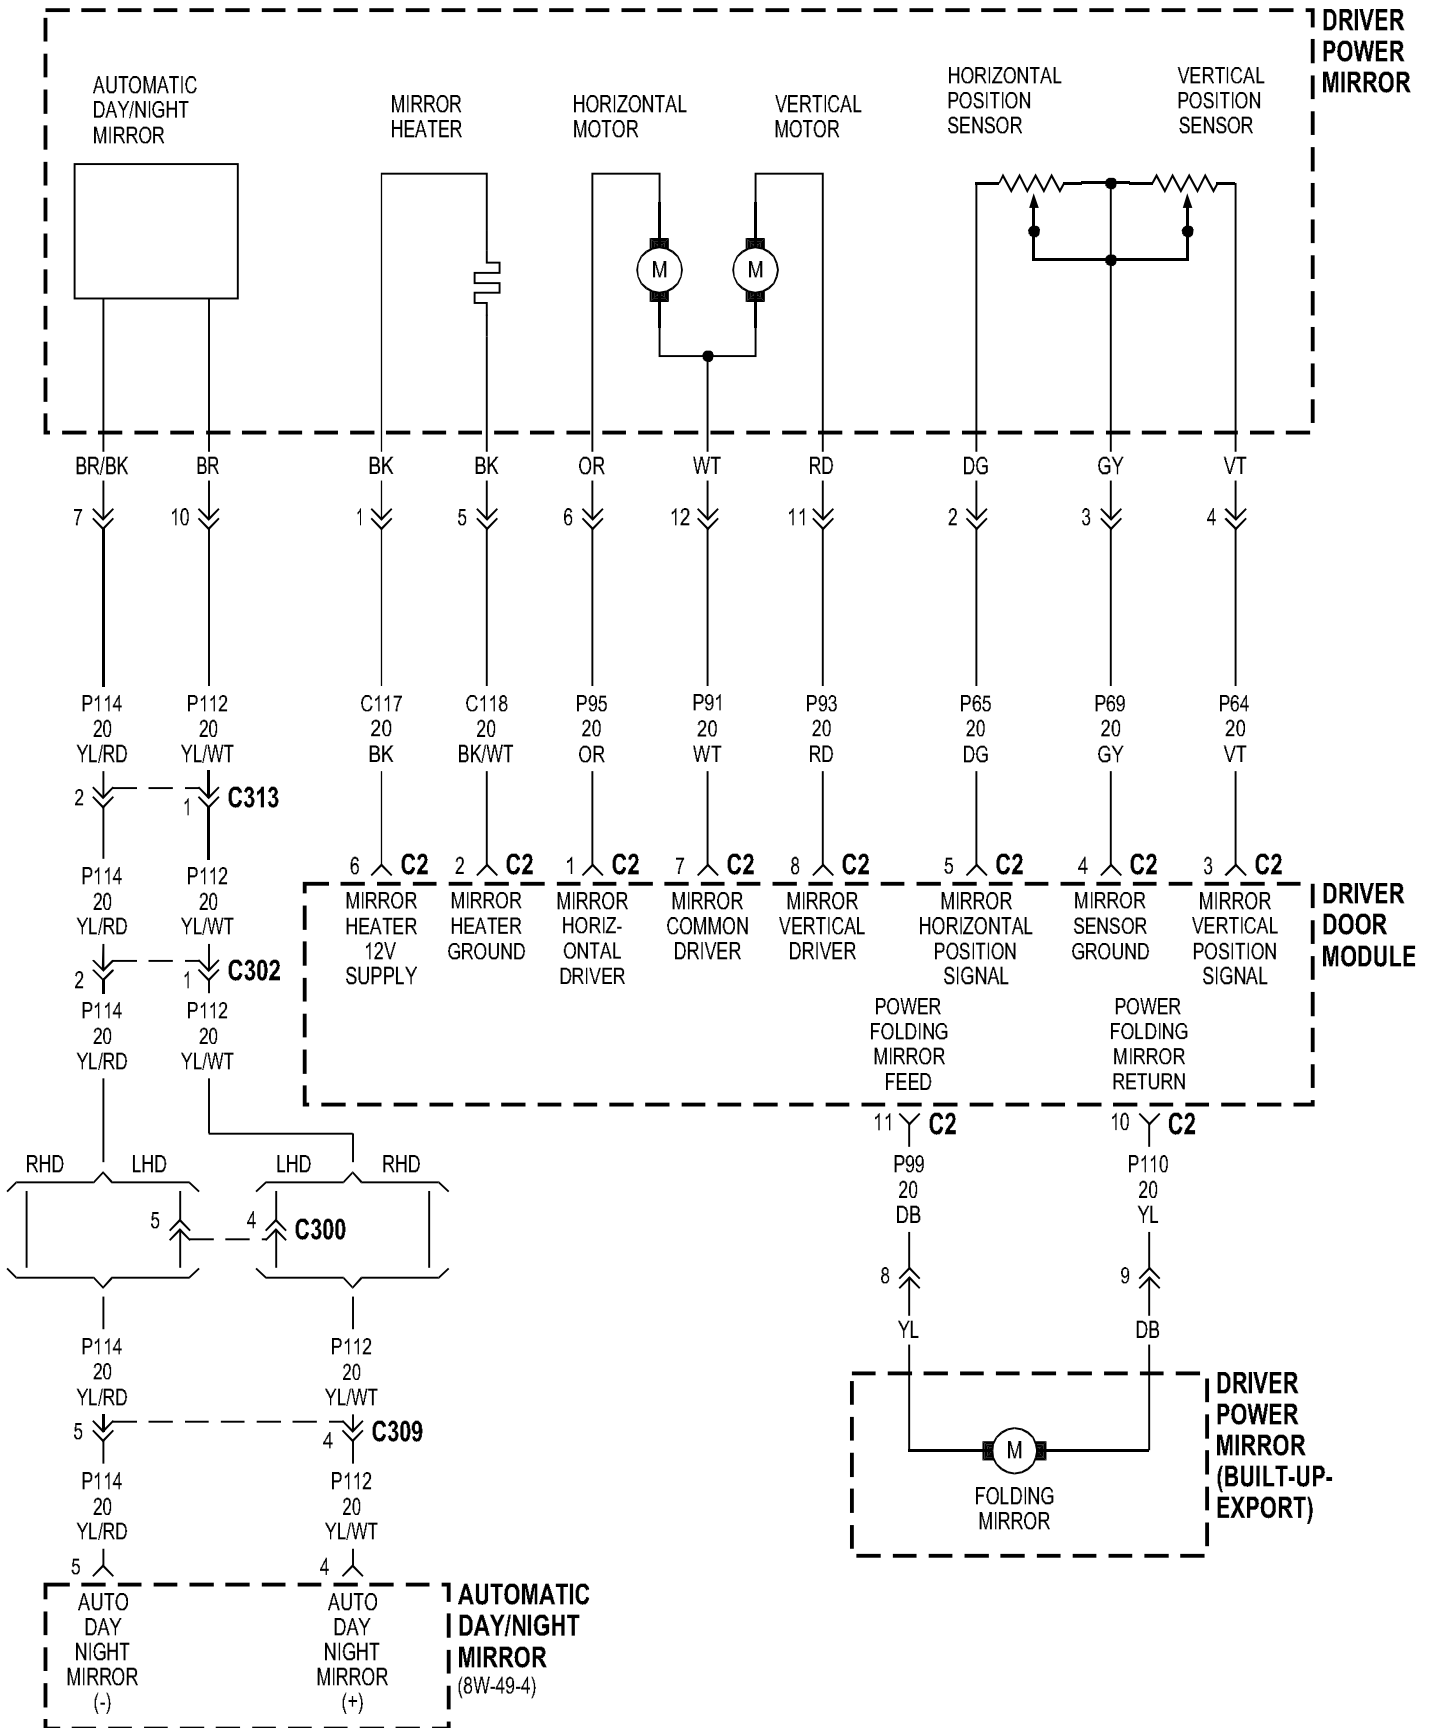 DRIVER
POWER
MIRROR
AUTOMATIC
DAY/NIGHT
MIRROR
MIRROR
HEATER
HORIZONTAL
MOTOR
VERTICAL
MOTOR
HORIZONTAL
POSITION
SENSOR
VERTICAL
POSITION
SENSOR
M M
BR/BK BR BK BK OR WT RD DG GY VT
7 10 1 5 6 12 11 2 3 4
P114 P112 C117 C118 P95 P91 P93 P65 P69 P64
20 20 20 20 20 20 20 20 20 20
YL/RD YL/WT BK BK/WT OR WT RD DG GY VT
2 1 C313
6 C2 2 C2 1 C2 7 C2 8 C2 5 C2 4 C2 3 C2
P114 P112
20 20
YL/RD YL/WT
2 1 C302
DRIVER
DOOR
MODULE
MIRROR
HEATER
12V
SUPPLY
MIRROR
HEATER
GROUND
MIRROR
HORIZ-
ONTAL
DRIVER
MIRROR
COMMON
DRIVER
MIRROR
VERTICAL
DRIVER
MIRROR
HORIZONTAL
POSITION
SIGNAL
MIRROR
SENSOR
GROUND
MIRROR
VERTICAL
POSITION
SIGNAL
POWER
FOLDING
MIRROR
FEED
POWER
FOLDING
MIRROR
RETURN
P114 P112
20 20
YL/RD YL/WT
11 C2 10 C2
RHD LHD LHD RHD
P99 P110
20 20
DB YL
5 4 C300
8 9
YL DB
P114 P112
20 20
YL/RD YL/WT
5 4 C309
DRIVER
POWER
MIRROR
(BUILT-UP-
EXPORT)
M
FOLDING
MIRROR
P114 P112
20 20
YL/RD YL/WT
5 4
AUTO
DAY
NIGHT
MIRROR
(-)
AUTO
DAY
NIGHT
MIRROR
(+)
AUTOMATIC
DAY/NIGHT
MIRROR
(8W-49-4)